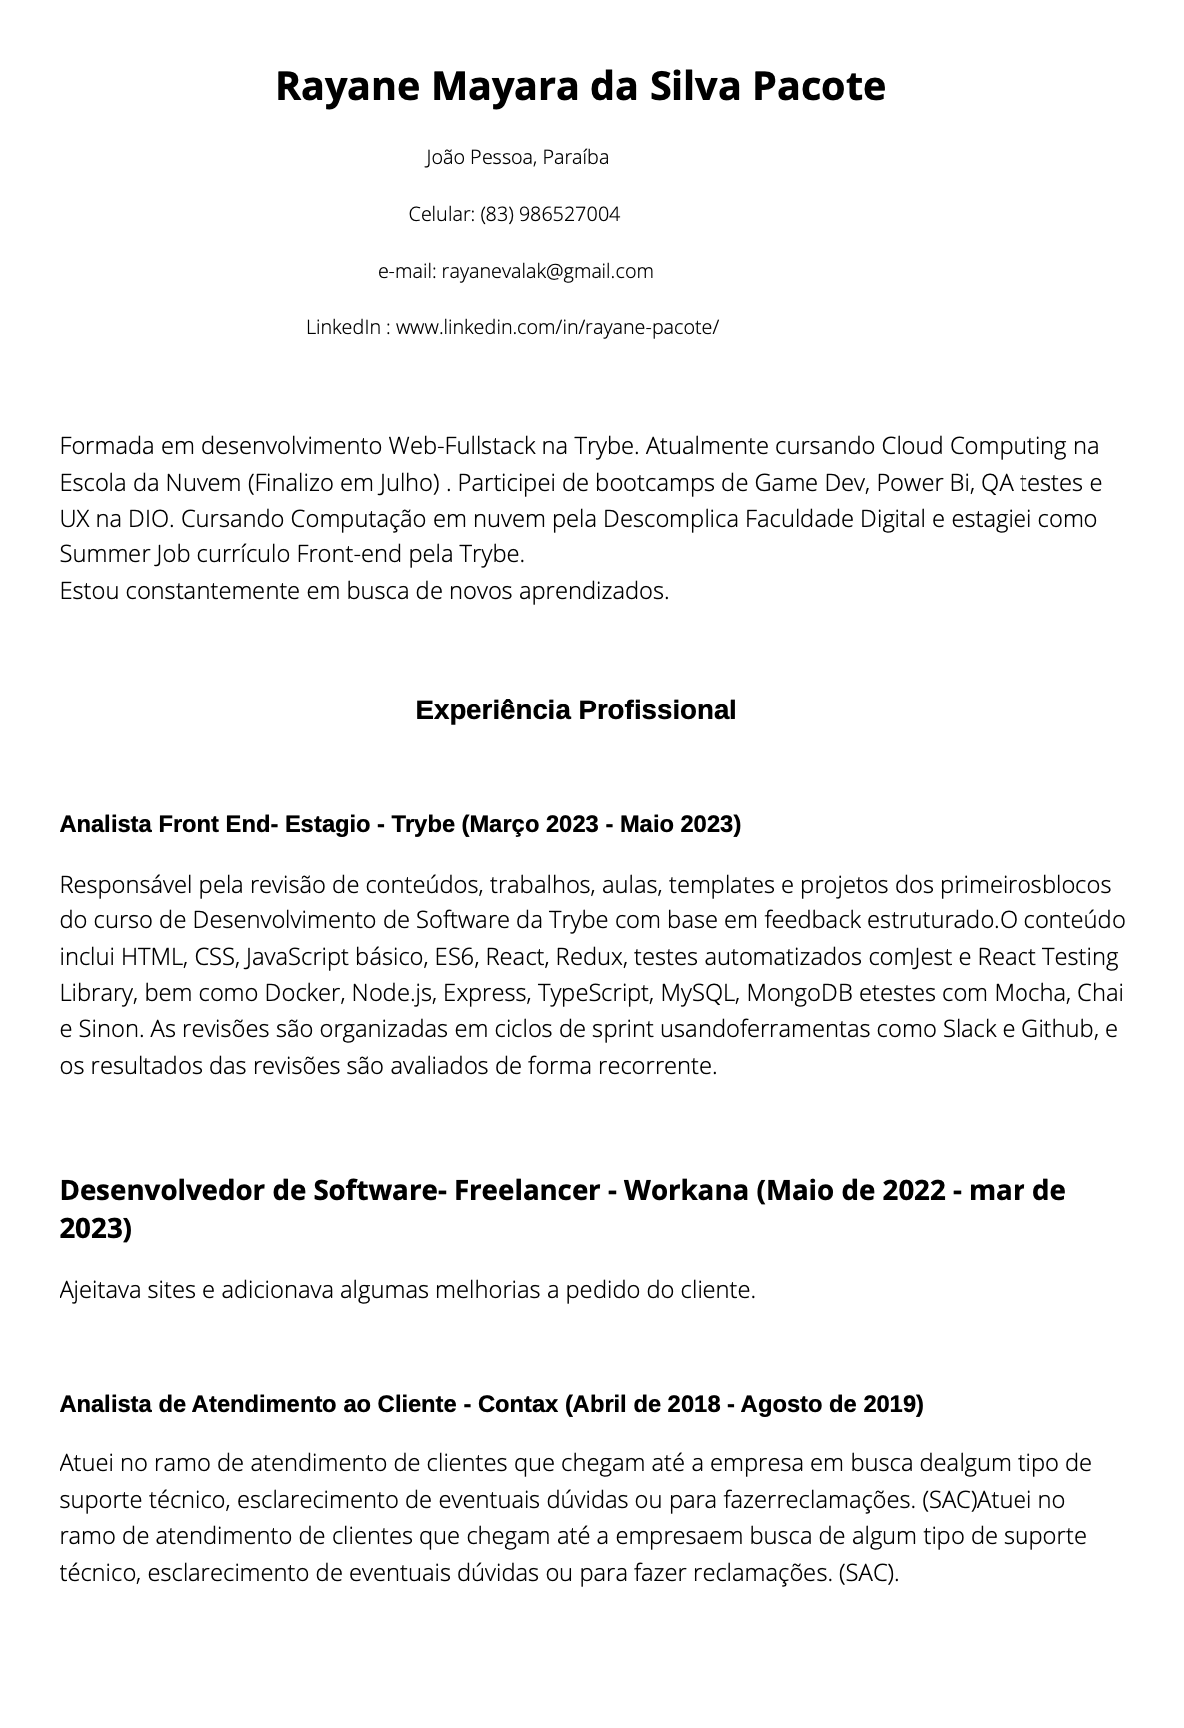 Rayane Mayara da Silva Pacote
João Pessoa, Paraíba
Celular: (83) 986527004
e-mail: rayanevalak@gmail.com
LinkedIn : www.linkedin.com/in/rayane-pacote/
Formada em desenvolvimento Web-Fullstack na Trybe. Atualmente cursando Cloud Computing na
Escola da Nuvem (Finalizo em Julho) . Participei de bootcamps de Game Dev, Power Bi, QA testes e
UX na DIO. Cursando Computação em nuvem pela Descomplica Faculdade Digital e estagiei como
Summer Job currículo Front-end pela Trybe.
Estou constantemente em busca de novos aprendizados.
Experiência Profissional
Analista Front End- Estagio - Trybe (Março 2023 - Maio 2023)
Responsável pela revisão de conteúdos, trabalhos, aulas, templates e projetos dos primeirosblocos
do curso de Desenvolvimento de Software da Trybe com base em feedback estruturado.O conteúdo
inclui HTML, CSS, JavaScript básico, ES6, React, Redux, testes automatizados comJest e React Testing
Library, bem como Docker, Node.js, Express, TypeScript, MySQL, MongoDB etestes com Mocha, Chai
e Sinon. As revisões são organizadas em ciclos de sprint usandoferramentas como Slack e Github, e
os resultados das revisões são avaliados de forma recorrente.
Desenvolvedor de Software- Freelancer - Workana (Maio de 2022 - mar de
2023)
Ajeitava sites e adicionava algumas melhorias a pedido do cliente.
Analista de Atendimento ao Cliente - Contax (Abril de 2018 - Agosto de 2019)
Atuei no ramo de atendimento de clientes que chegam até a empresa em busca dealgum tipo de
suporte técnico, esclarecimento de eventuais dúvidas ou para fazerreclamações. (SAC)Atuei no
ramo de atendimento de clientes que chegam até a empresaem busca de algum tipo de suporte
técnico, esclarecimento de eventuais dúvidas ou para fazer reclamações. (SAC).